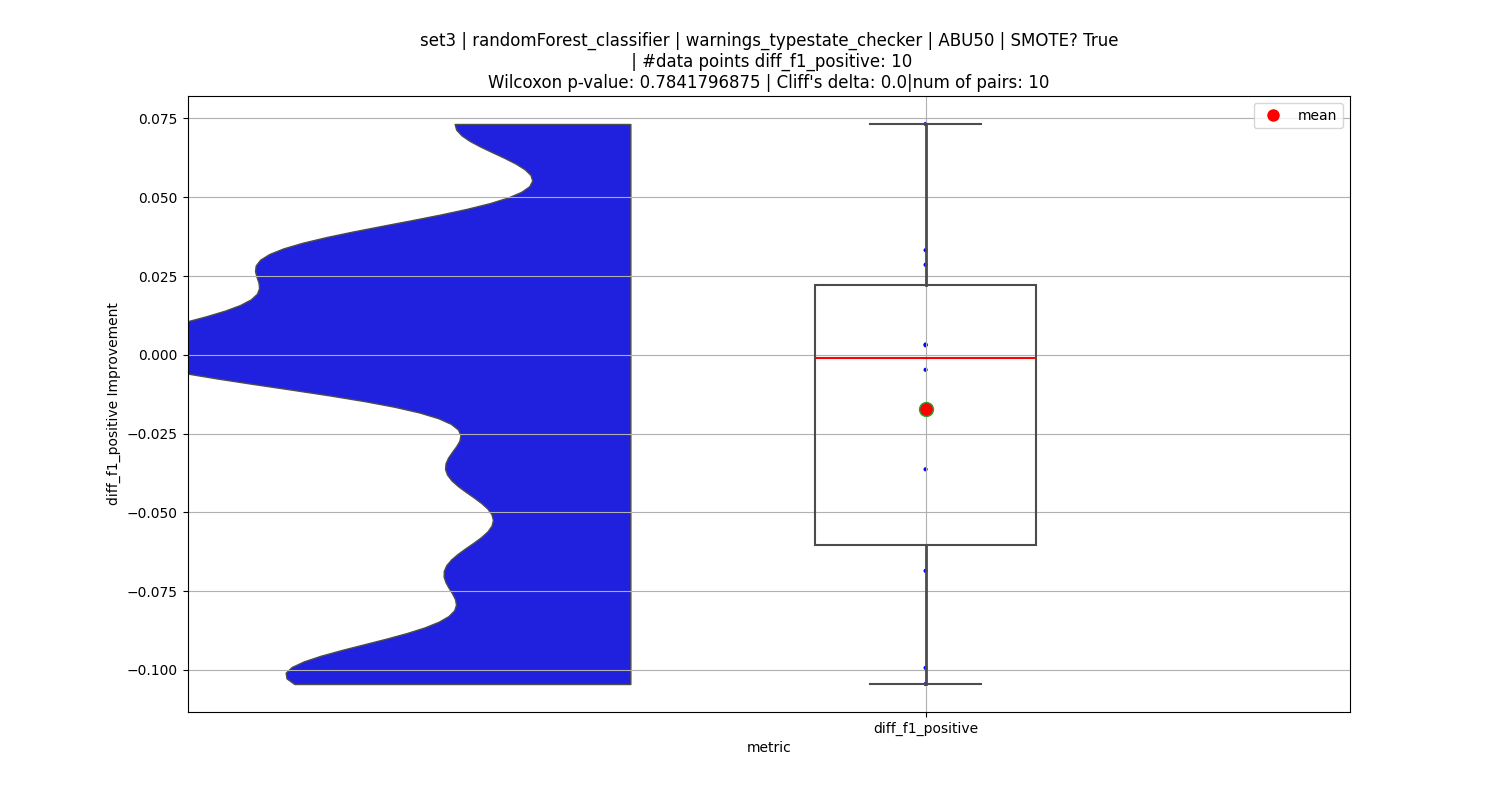 set3 | randomForest_classifier | warnings_typestate_checker | ABU50 | SMOTE? True
| #data points diff_f1_positive: 10
Wilcoxon p-value: 0.7841796875 | Cliff's delta: 0.0|num of pairs: 10
mean
0.075
0.050
0.025
0.000
−0.025
−0.050
−0.075
−0.100
diff_f1_positive Improvement
diff_f1_positive
metric